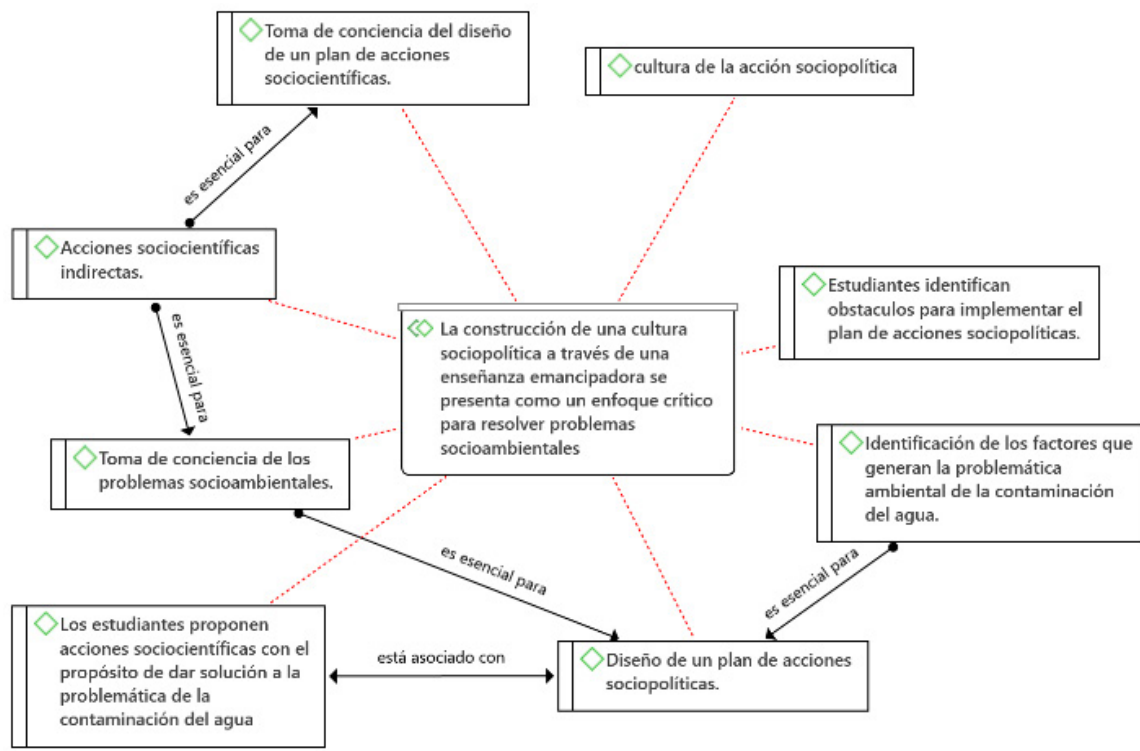 Toma de conciencia del diseño
de un plan de acciones
sociocientíficas.
cultura de la acción sociopolítica
es esencial para
Acciones sociocientíficas
indirectas.
Estudiantes identifican
obstaculos para implementar el
plan de acciones sociopolíticas.
La construcción de una cultura
sociopolítica a través de una
enseñanza emancipadora se
presenta como un enfoque crítico
para resolver problemas
socioambientales
es esencial para
Toma de conciencia de los
problemas socioambientales.
Identificación de los factores que
generan la problemática
ambiental de la contaminación
del agua.
es esencial para
es esencial para
Los estudiantes proponen
acciones sociocientíficas con el
propósito de dar solución a la
problemática de la
contaminación del agua
está asociado con
Diseño de un plan de acciones
sociopolíticas.